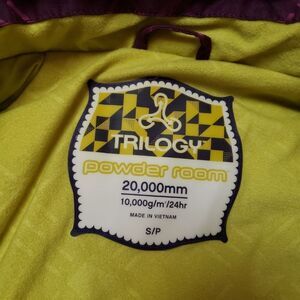 TRILOGY
powder room
20,000mm
10,000g/m²/24hr
MADE IN VIETNAM
S/P